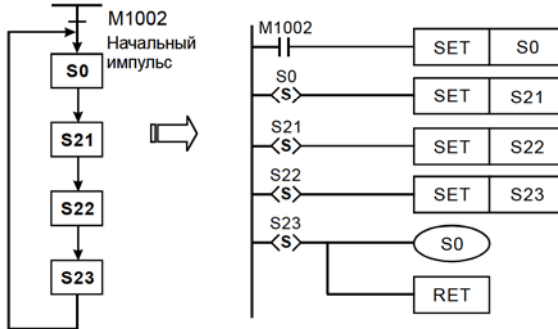 M1002
Начальный
импульс
S0
S21
S22
S23
M1002
SET S0
S0
S
SET S21
S21
S
SET S22
S22
S
SET S23
S23
S
S0
RET